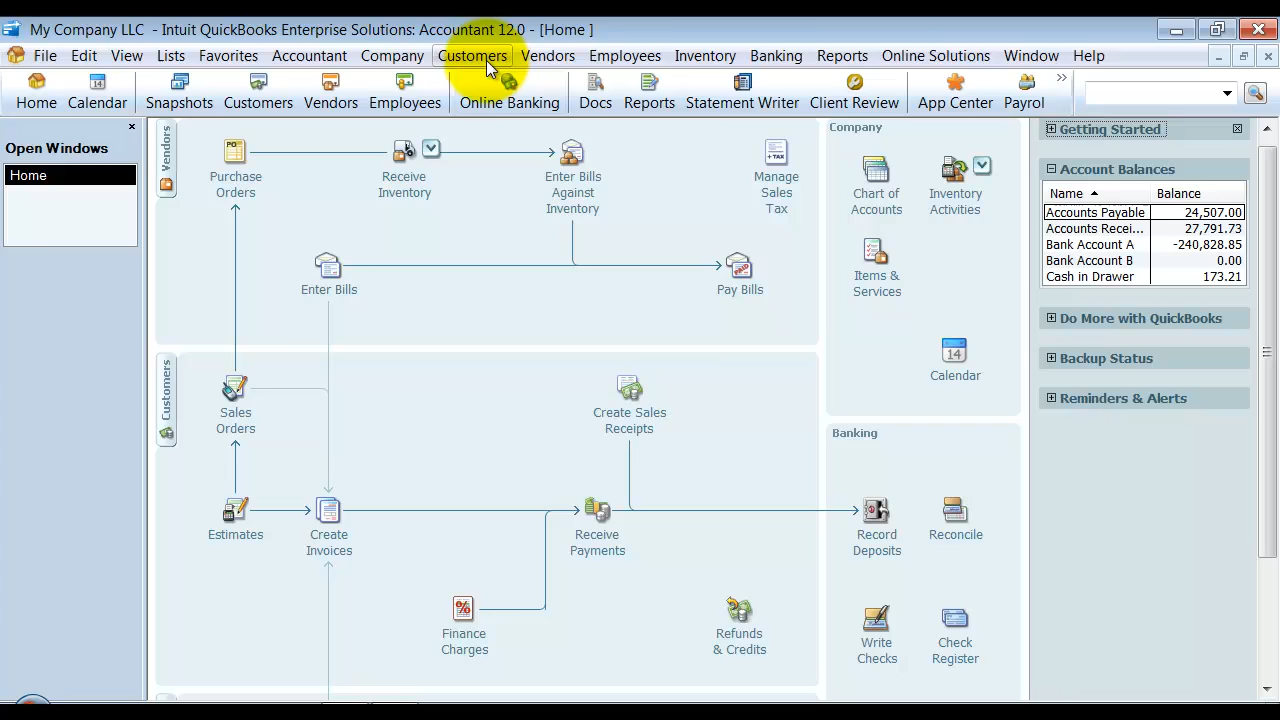 My Company LLC - Intuit QuickBooks Enterprise Solutions: Accountant 12.0 - [Home ]
File Edit View Lists Favorites Accountant Company Customers Vendors Employees Inventory Banking Reports Online Solutions Window Help
Home Calendar Snapshots Customers Vendors Employees Online Banking Docs Reports Statement Writer Client Review App Center Payrol
Open Windows
Home
Vendors
Purchase
Orders
Receive
Inventory
Enter Bills
Against
Inventory
+ TAX
Manage
Sales
Tax
Enter Bills
PAID
Pay Bills
Customers
Sales
Orders
Create Sales
Receipts
Estimates
Create
Invoices
Receive
Payments
Finance
Charges
Refunds
& Credits
Company
Chart of
Accounts
Inventory
Activities
Items &
Services
14
Calendar
Banking
Record
Deposits
Reconcile
Write
Checks
Check
Register
Getting Started
Account Balances
Name Balance
Accounts Payable 24,507.00
Accounts Recei... 27,791.73
Bank Account A -240,828.85
Bank Account B 0.00
Cash in Drawer 173.21
Do More with QuickBooks
Backup Status
Reminders & Alerts